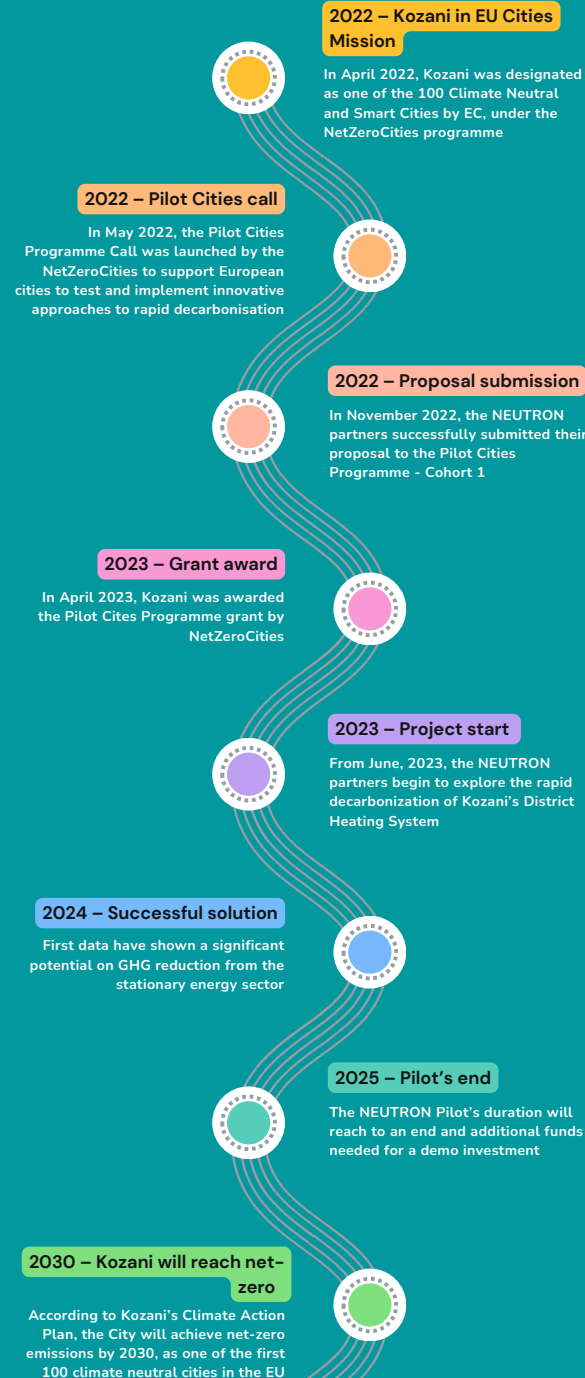 2022 – Kozani in EU Cities
Mission
In April 2022, Kozani was designated
as one of the 100 Climate Neutral
and Smart Cities by EC, under the
NetZeroCities programme
2022 – Pilot Cities call
In May 2022, the Pilot Cities
Programme Call was launched by the
NetZeroCities to support European
cities to test and implement innovative
approaches to rapid decarbonisation
2022 – Proposal submission
In November 2022, the NEUTRON
partners successfully submitted their
proposal to the Pilot Cities
Programme - Cohort 1
2023 – Grant award
In April 2023, Kozani was awarded
the Pilot Cites Programme grant by
NetZeroCities
2023 – Project start
From June, 2023, the NEUTRON
partners begin to explore the rapid
decarbonization of Kozani's District
Heating System
2024 – Successful solution
First data have shown a significant
potential on GHG reduction from the
stationary energy sector
2025 – Pilot's end
The NEUTRON Pilot's duration will
reach to an end and additional funds
needed for a demo investment
2030 – Kozani will reach net-
zero
According to Kozani's Climate Action
Plan, the City will achieve net-zero
emissions by 2030, as one of the first
100 climate neutral cities in the EU